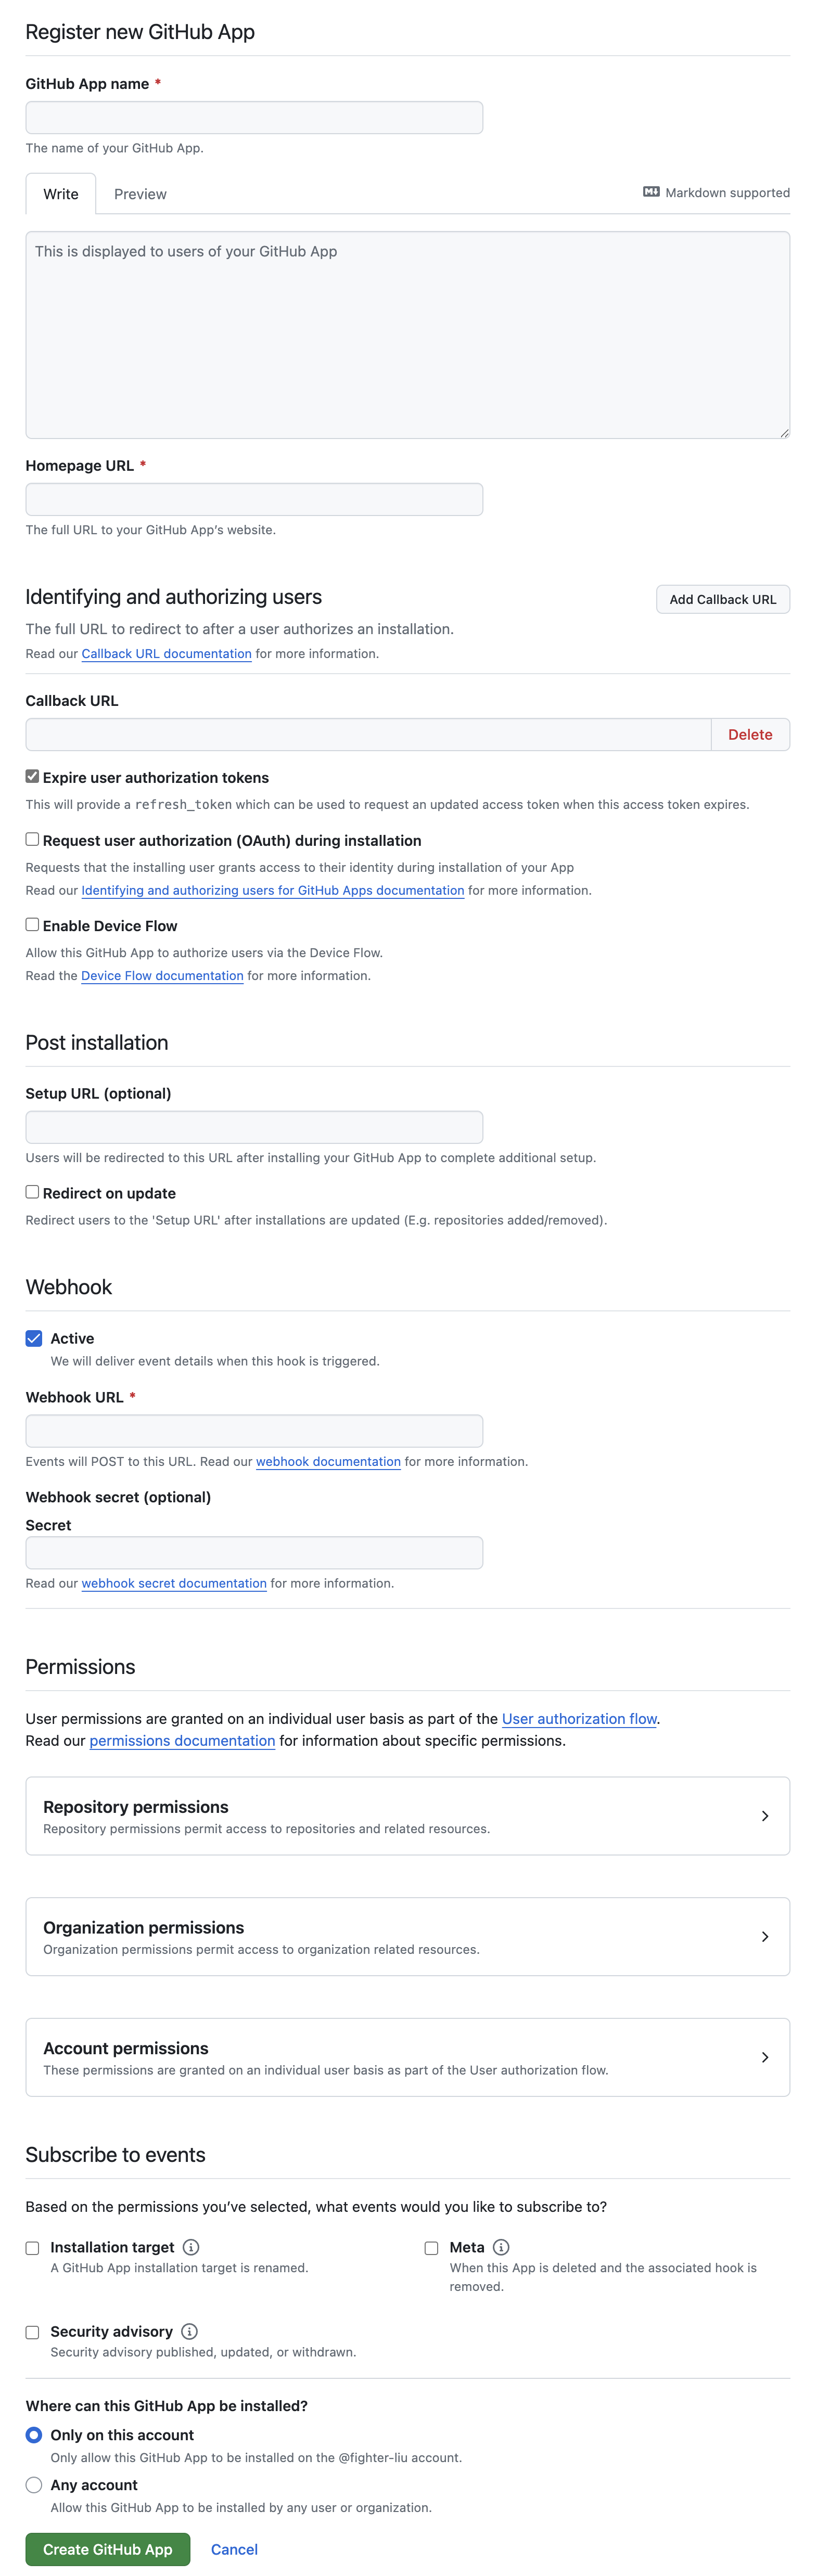 Register new GitHub App
GitHub App name *
The name of your GitHub App.
Write Preview Markdown supported
This is displayed to users of your GitHub App
Homepage URL *
The full URL to your GitHub App’s website.
Identifying and authorizing users Add Callback URL
The full URL to redirect to after a user authorizes an installation.
Read our Callback URL documentation for more information.
Callback URL
Delete
Expire user authorization tokens
This will provide a refresh_token which can be used to request an updated access token when this access token expires.
Request user authorization (OAuth) during installation
Requests that the installing user grants access to their identity during installation of your App
Read our Identifying and authorizing users for GitHub Apps documentation for more information.
Enable Device Flow
Allow this GitHub App to authorize users via the Device Flow.
Read the Device Flow documentation for more information.
Post installation
Setup URL (optional)
Users will be redirected to this URL after installing your GitHub App to complete additional setup.
Redirect on update
Redirect users to the 'Setup URL' after installations are updated (E.g. repositories added/removed).
Webhook
Active
We will deliver event details when this hook is triggered.
Webhook URL *
Events will POST to this URL. Read our webhook documentation for more information.
Webhook secret (optional)
Secret
Read our webhook secret documentation for more information.
Permissions
User permissions are granted on an individual user basis as part of the User authorization flow.
Read our permissions documentation for information about specific permissions.
Repository permissions
Repository permissions permit access to repositories and related resources.
Organization permissions
Organization permissions permit access to organization related resources.
Account permissions
These permissions are granted on an individual user basis as part of the User authorization flow.
Subscribe to events
Based on the permissions you’ve selected, what events would you like to subscribe to?
Installation target
A GitHub App installation target is renamed.
Meta
When this App is deleted and the associated hook is
removed.
Security advisory
Security advisory published, updated, or withdrawn.
Where can this GitHub App be installed?
Only on this account
Only allow this GitHub App to be installed on the @fighter-liu account.
Any account
Allow this GitHub App to be installed by any user or organization.
Create GitHub App Cancel